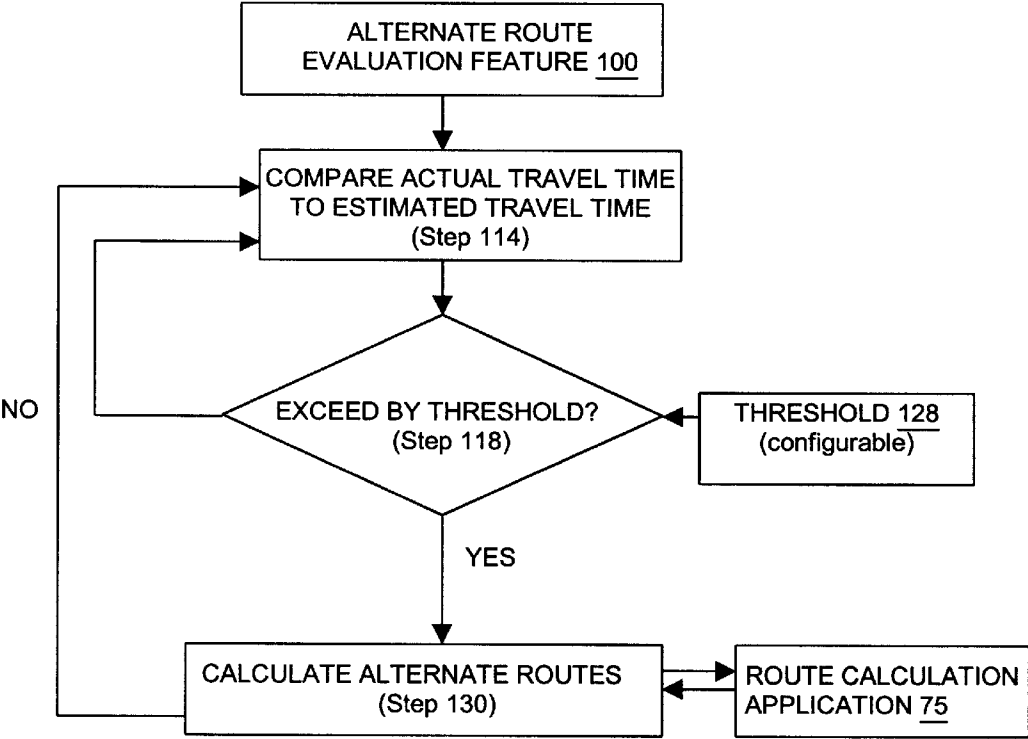 ALTERNATE ROUTE
EVALUATION FEATURE 100
COMPARE ACTUAL TRAVEL TIME
TO ESTIMATED TRAVEL TIME
(Step 114)
NO
EXCEED BY THRESHOLD?
(Step 118)
THRESHOLD 128
(configurable)
YES
CALCULATE ALTERNATE ROUTES
(Step 130)
ROUTE CALCULATION
APPLICATION 75